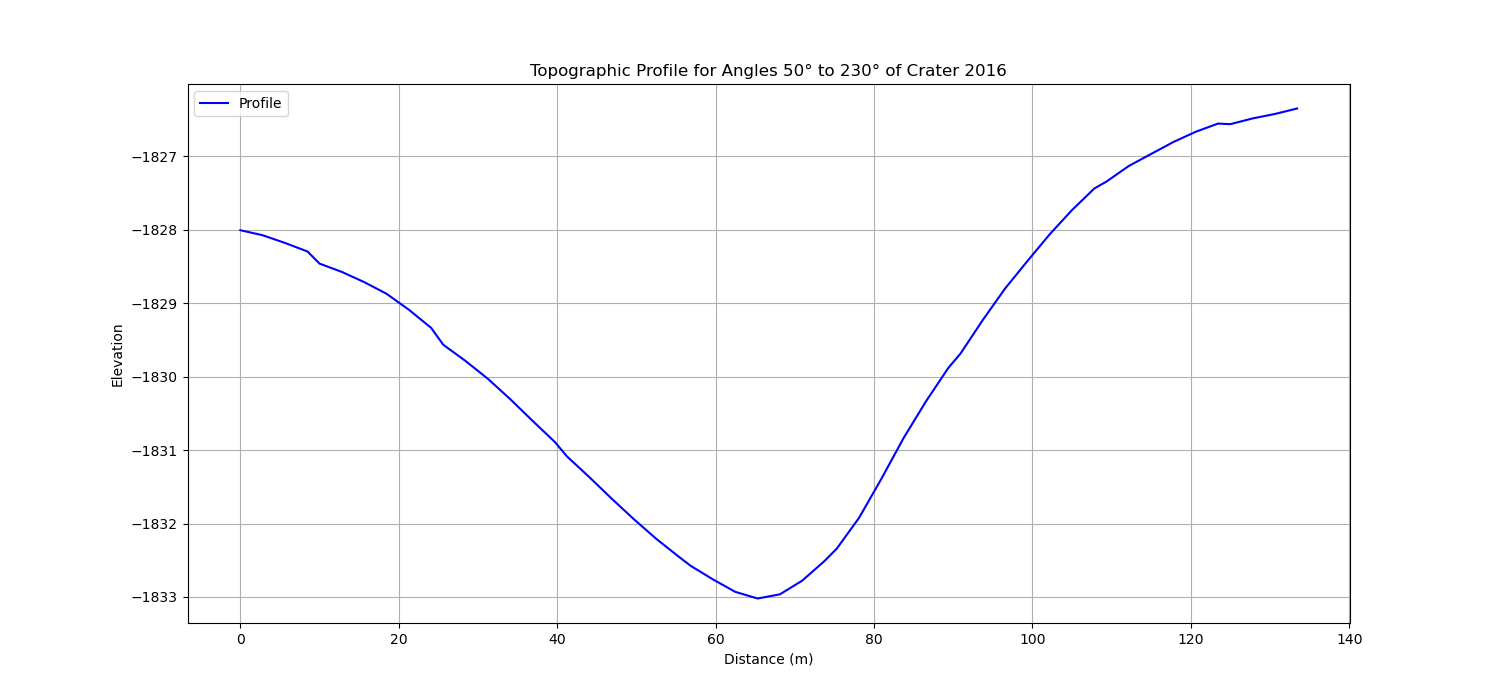 Topographic Profile for Angles 50° to 230° of Crater 2016
Profile
−1827
−1828
−1829
−1830
−1831
−1832
−1833
Elevation
0 20 40 60 80 100 120 140
Distance (m)